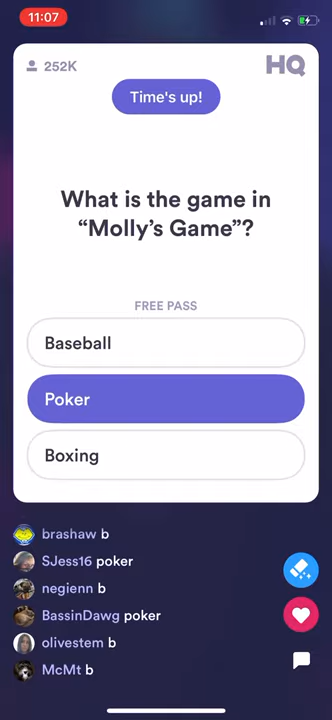 11:07
252K
HQ
Time's up!
What is the game in
“Molly’s Game”?
FREE PASS
Baseball
Poker
Boxing
brashaw b
SJess16 poker
negienn b
BassinDawg poker
olivestem b
McMt b